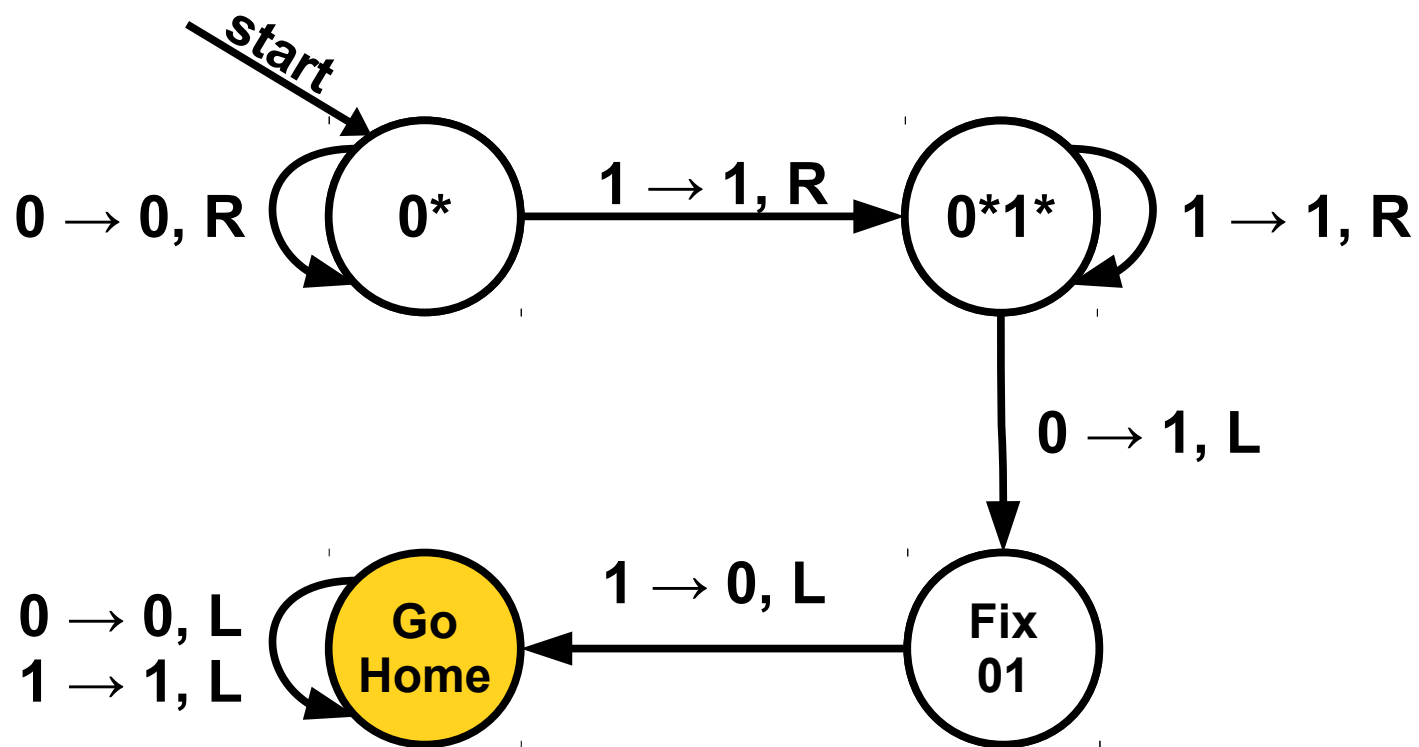 start
0 → 0, R
0*
1 → 1, R
0*1*
1 → 1, R
0 → 1, L
0 → 0, L
1 → 1, L
Go
Home
1 → 0, L
Fix
01